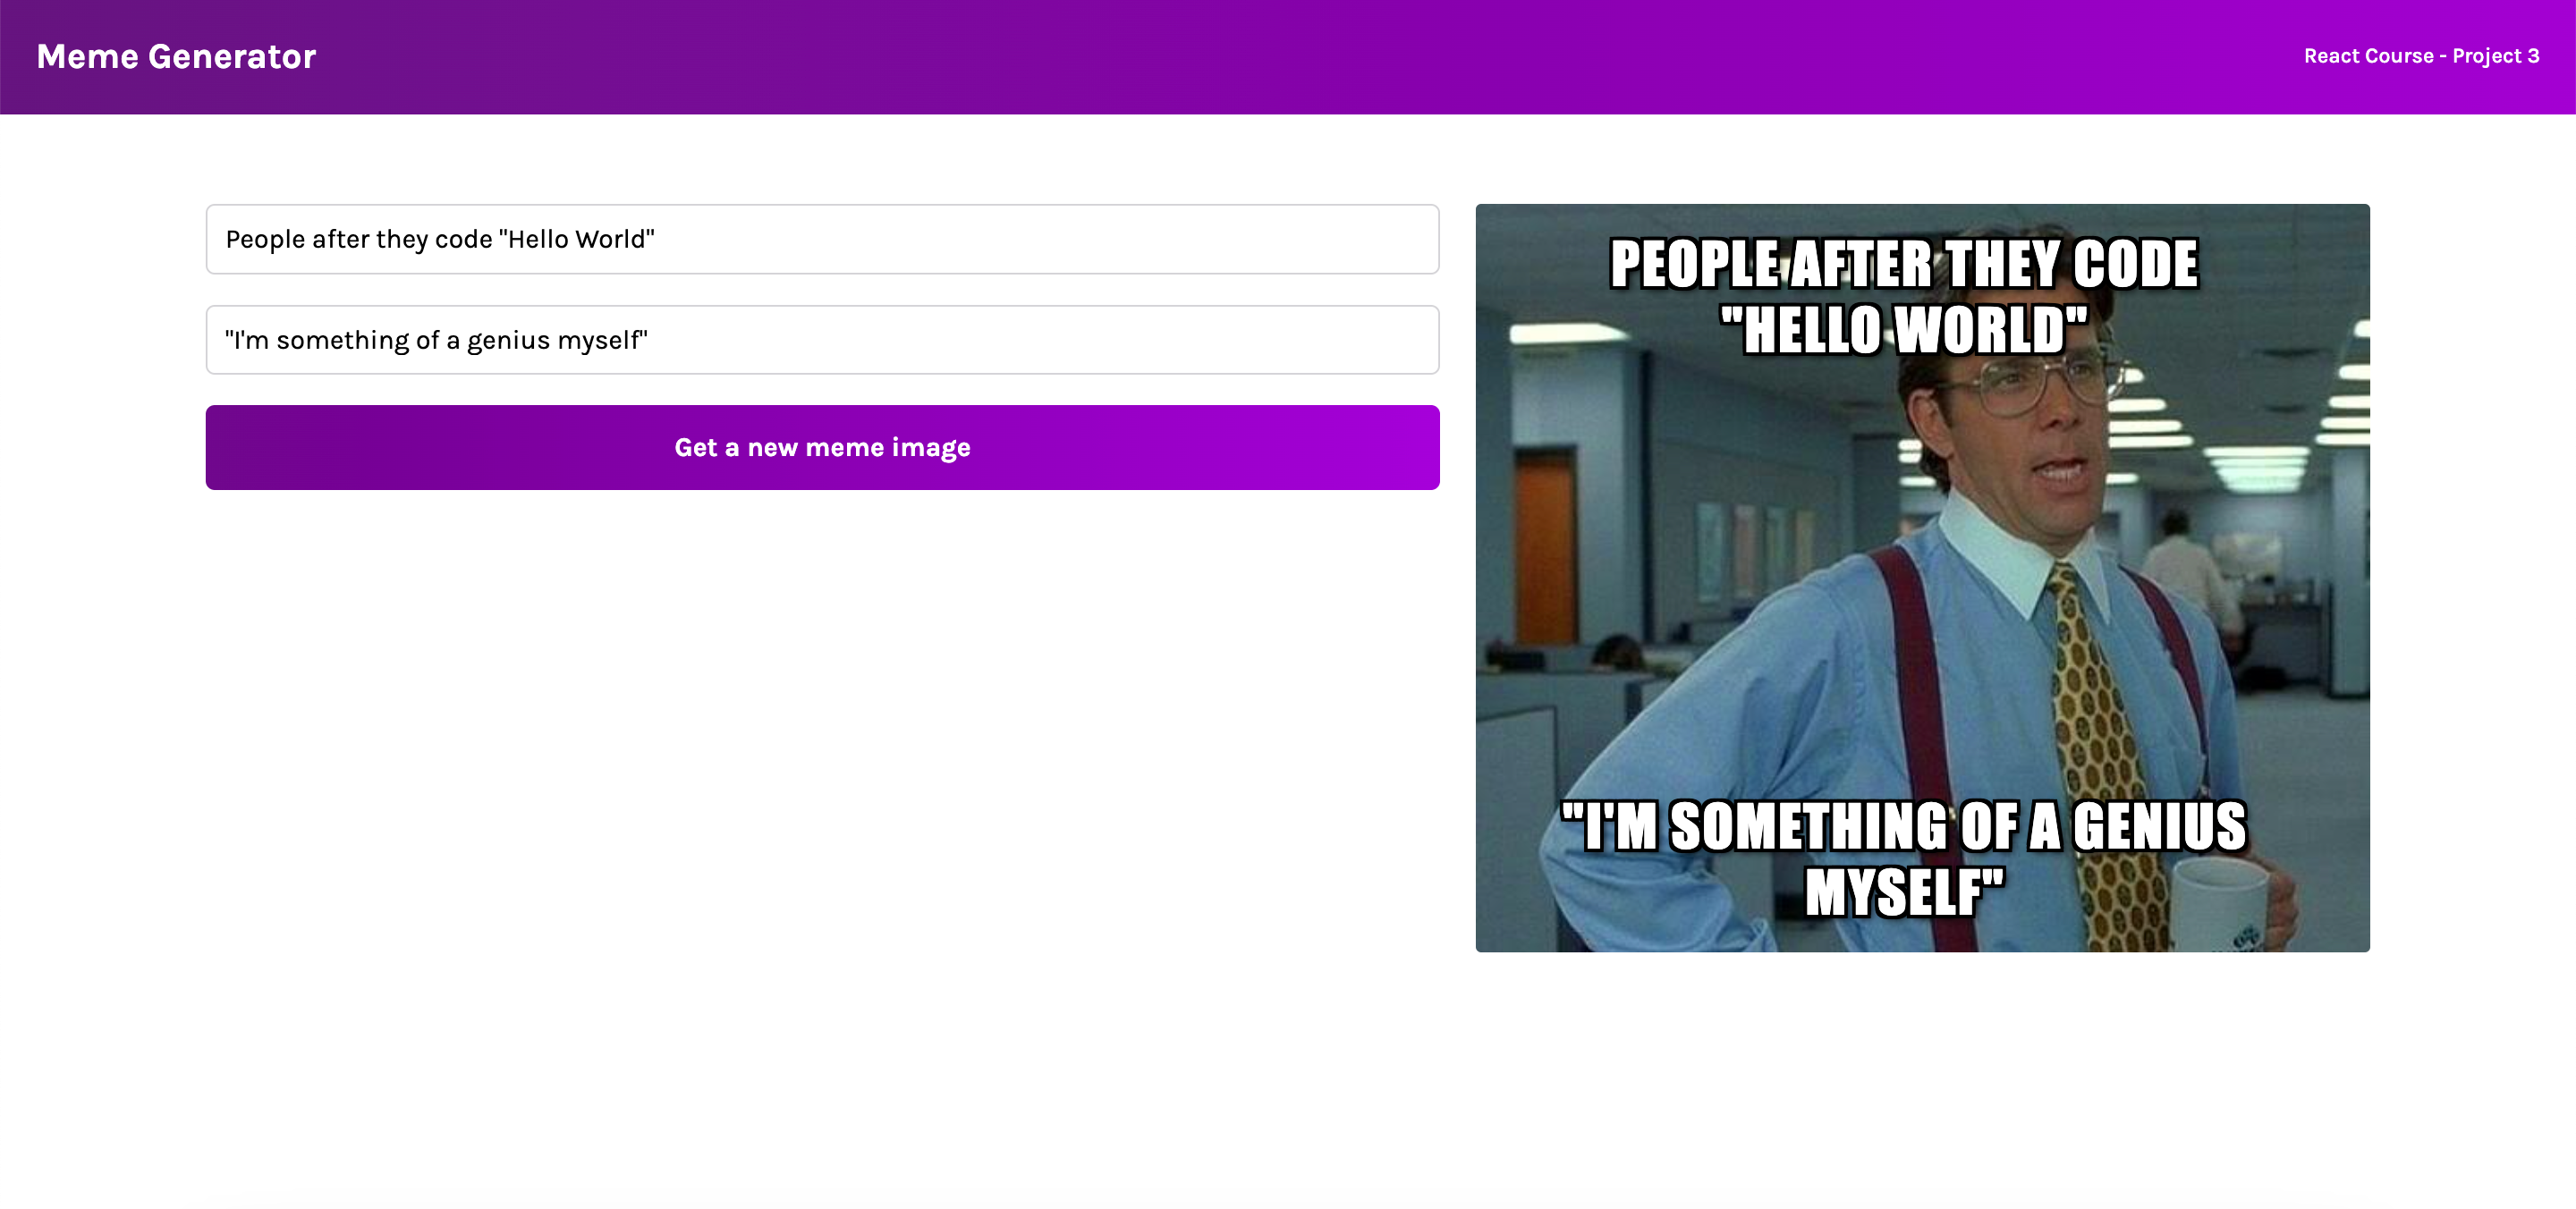 Meme Generator
React Course - Project 3
People after they code "Hello World"
"I'm something of a genius myself"
Get a new meme image
PEOPLE AFTER THEY CODE
"HELLO WORLD"
"I'M SOMETHING OF A GENIUS
MYSELF"